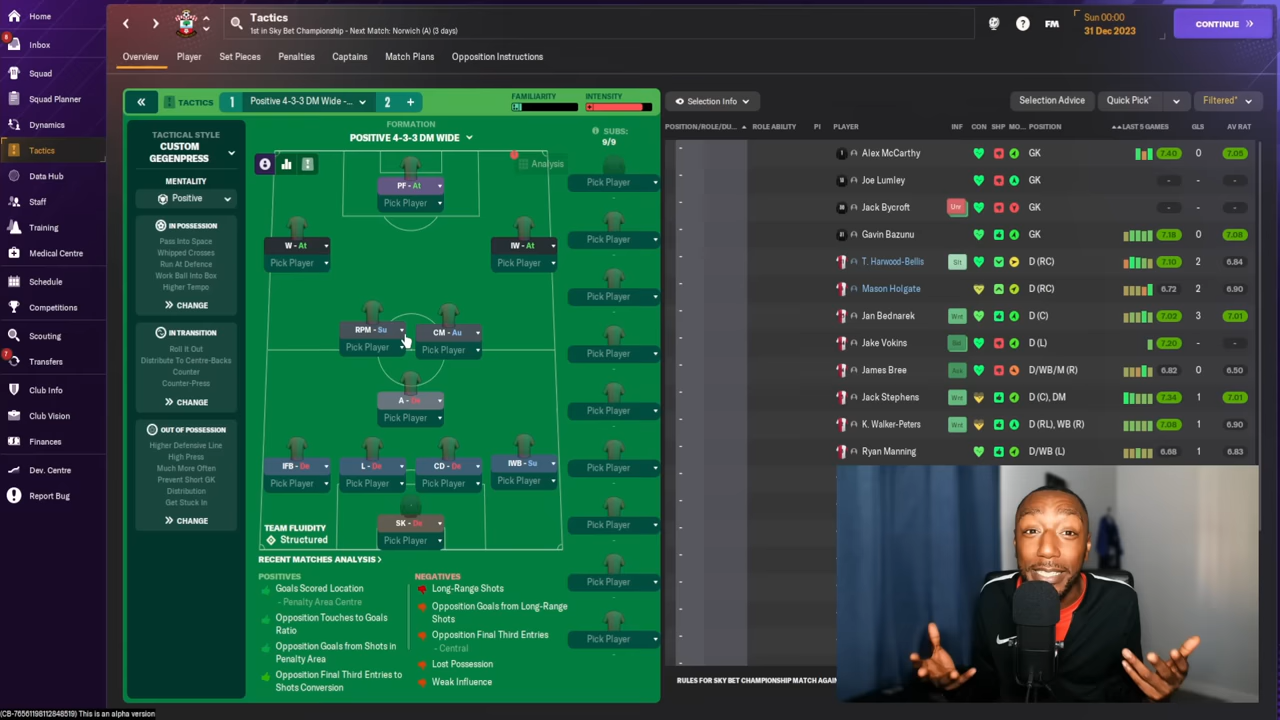 Home
Inbox
8
Squad
Squad Planner
Dynamics
Tactics
Data Hub
Staff
Training
Medical Centre
Schedule
Competitions
Scouting
Transfers
7
Club Info
Club Vision
Finances
Dev. Centre
Report Bug
(CB-76561198112848519) This is an alpha version
Tactics
1st in Sky Bet Championship - Next Match: Norwich (A) (3 days)
FM
Sun 00:00
31 Dec 2023
CONTINUE
Overview
Player
Set Pieces
Penalties
Captains
Match Plans
Opposition Instructions
TACTICS
1
Positive 4-3-3 DM Wide -...
2
+
FAMILIARITY
INTENSITY
TACTICAL STYLE
CUSTOM
GEGENPRESS
MENTALITY
Positive
IN POSSESSION
Pass Into Space
Whipped Crosses
Run At Defence
Work Ball Into Box
Higher Tempo
CHANGE
IN TRANSITION
Roll It Out
Distribute To Centre-Backs
Counter
Counter-Press
CHANGE
OUT OF POSSESSION
Higher Defensive Line
High Press
Much More Often
Prevent Short GK
Distribution
Get Stuck In
CHANGE
FORMATION
POSITIVE 4-3-3 DM WIDE
SUBS:
9/9
Analysis
PF - At
Pick Player
W - At
Pick Player
IW - At
Pick Player
RPM - Su
Pick Player
CM - Au
Pick Player
A - De
Pick Player
IFB - De
Pick Player
L - De
Pick Player
CD - De
Pick Player
IWB - Su
Pick Player
SK - De
Pick Player
TEAM FLUIDITY
Structured
Pick Player
Pick Player
Pick Player
Pick Player
Pick Player
Pick Player
Pick Player
Pick Player
Pick Player
RECENT MATCHES ANALYSIS
POSITIVES
Goals Scored Location
- Penalty Area Centre
Opposition Touches to Goals
Ratio
Opposition Goals from Shots in
Penalty Area
Opposition Final Third Entries to
Shots Conversion
NEGATIVES
Long-Range Shots
Opposition Goals from Long-Range
Shots
Opposition Final Third Entries
- Central
Lost Possession
Weak Influence
Selection Info
Selection Advice
Quick Pick*
Filtered*
POSITION/ROLE/DU... ROLE ABILITY PI PLAYER INF CON SHP MO... POSITION LAST 5 GAMES GLS AV RAT
Alex McCarthy GK 7.40 0 7.05
Joe Lumley GK - - -
Jack Bycroft Unr GK - - -
Gavin Bazunu GK 7.18 0 7.08
T. Harwood-Bellis Slt D (RC) 7.10 2 6.84
Mason Holgate D (RC) 6.72 2 6.90
Jan Bednarek Wnt D (C) 7.02 3 7.01
Jake Vokins D (L) 7.20 - -
James Bree D/WB/M (R) 6.82 0 6.50
Jack Stephens Wnt D (C), DM 7.34 1 7.01
K. Walker-Peters Wnt D (RL), WB (R) 7.08 1 6.90
Ryan Manning D/WB (L) 6.68 1 6.83
RULES FOR SKY BET CHAMPIONSHIP MATCH AGAIN